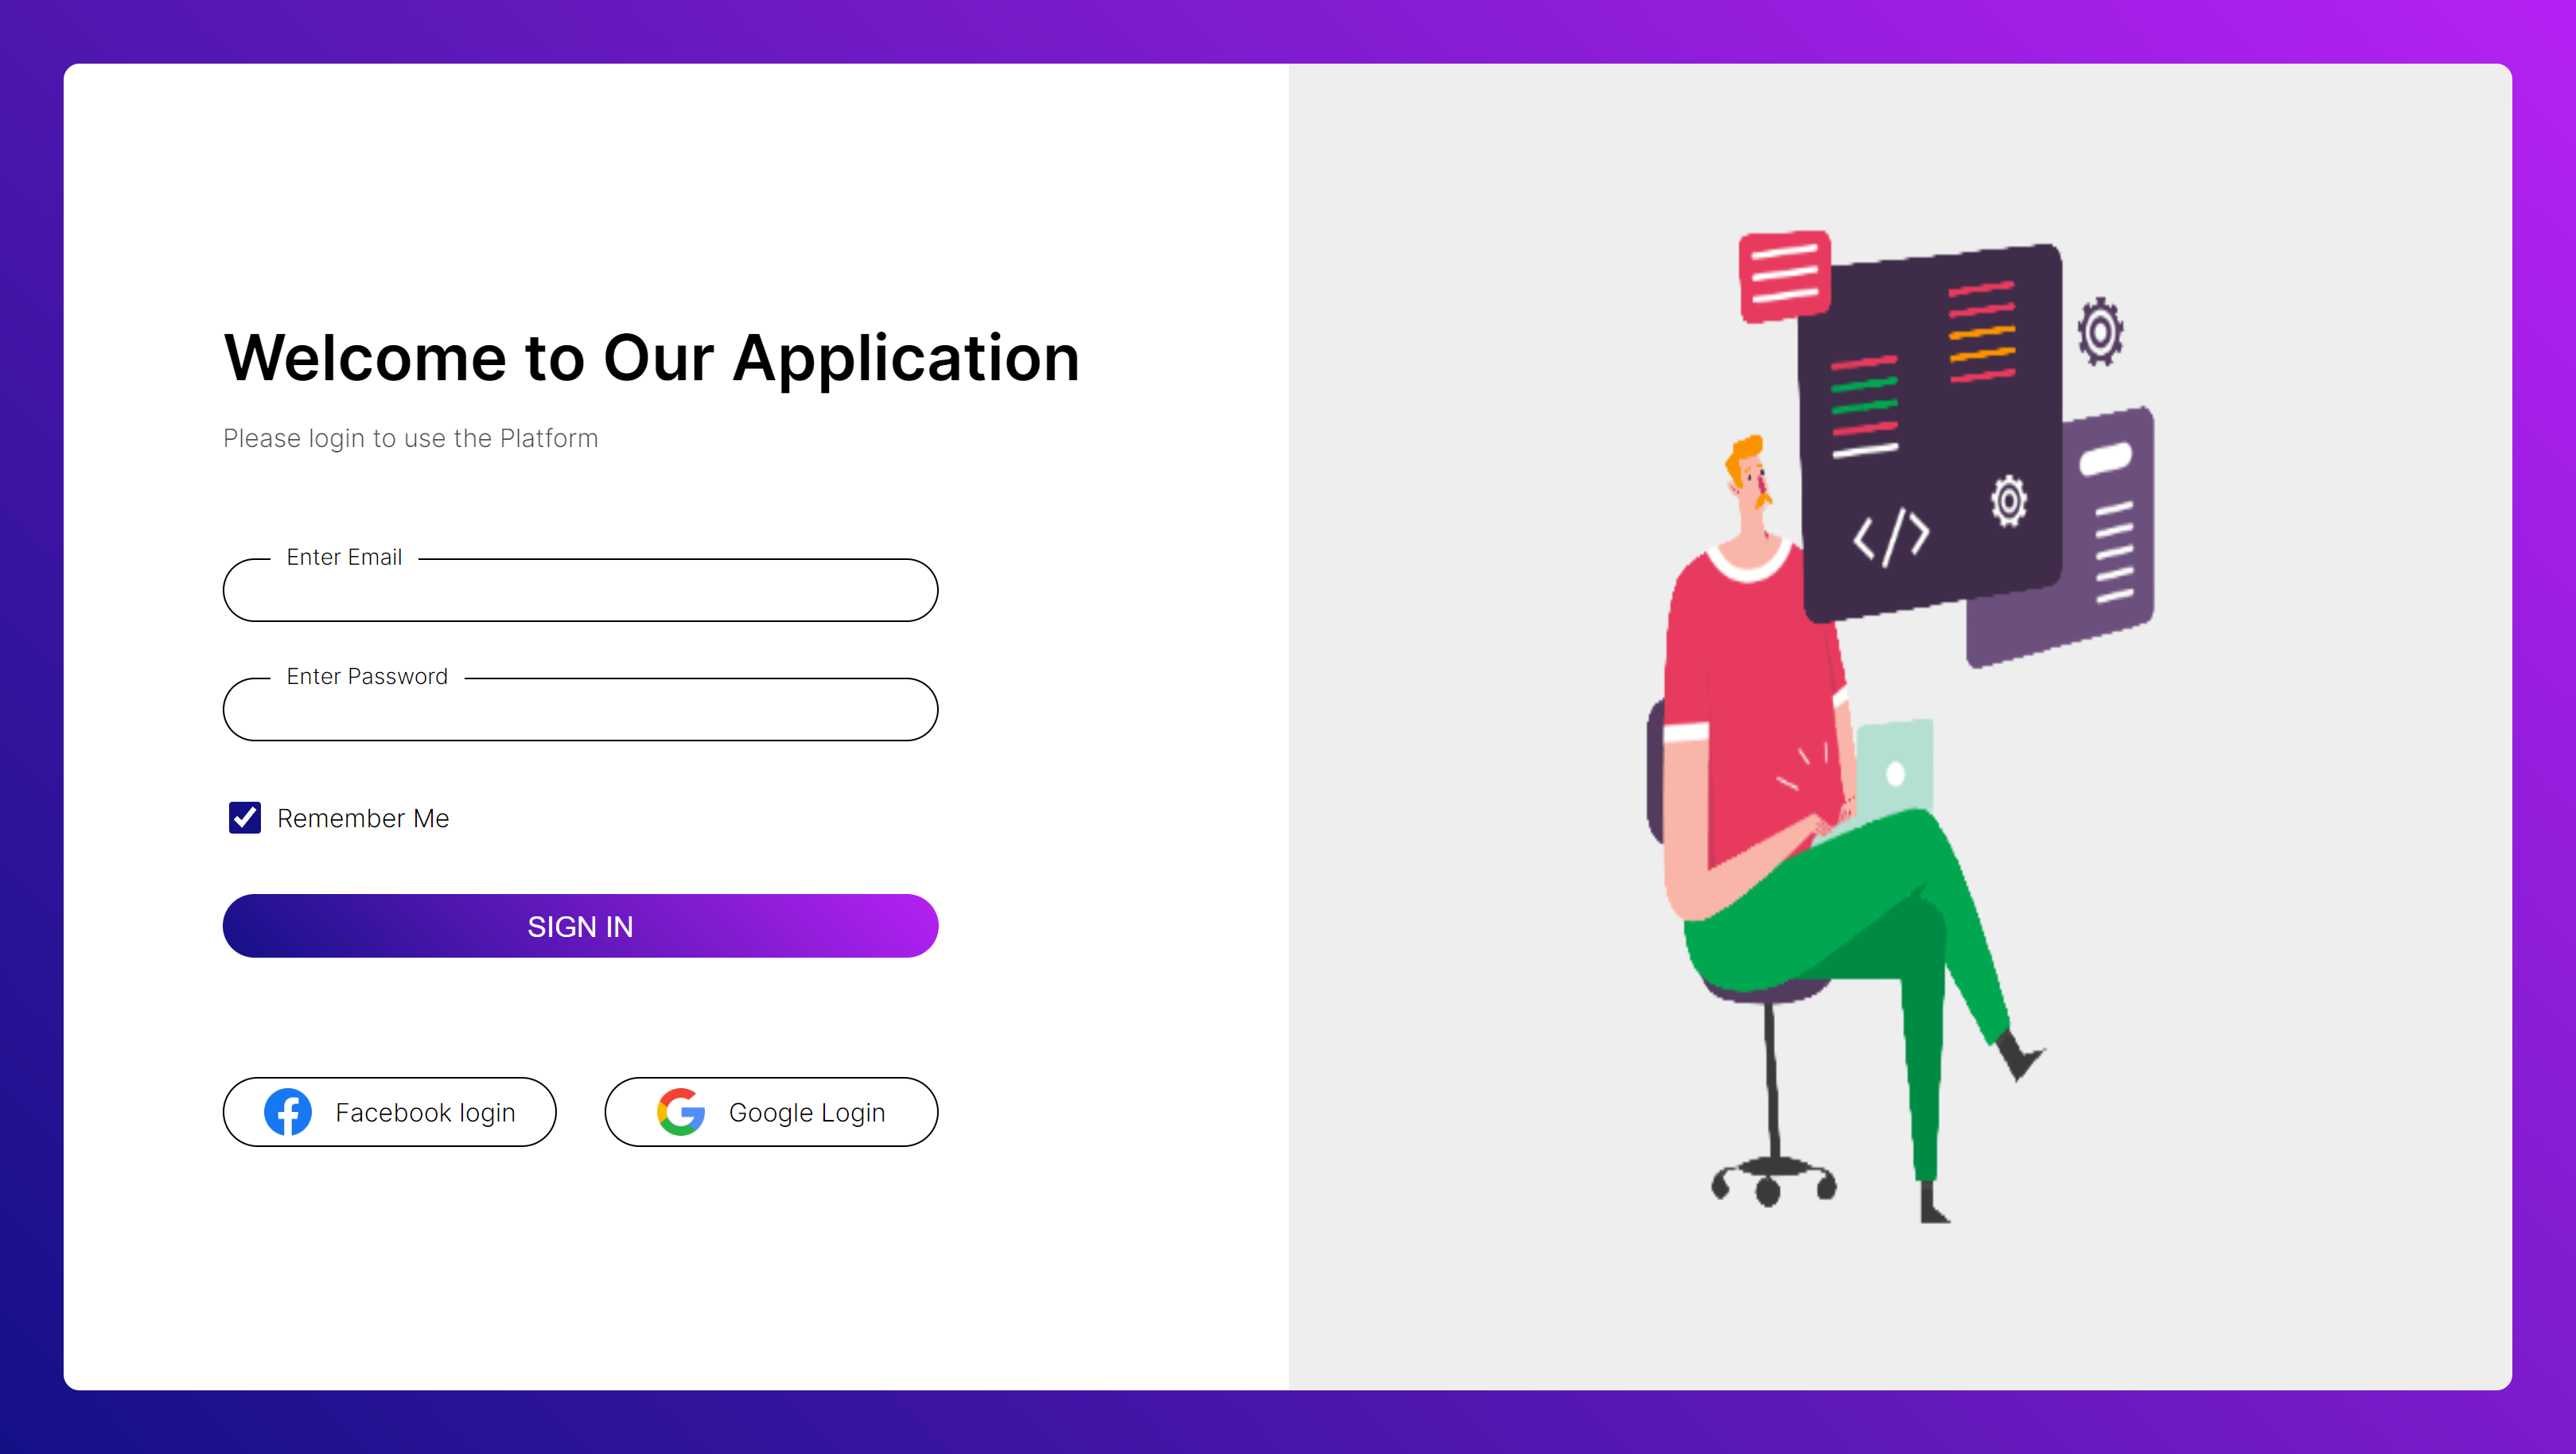 Welcome to Our Application
Please login to use the Platform
Enter Email
Enter Password
Remember Me
SIGN IN
Facebook login
Google Login